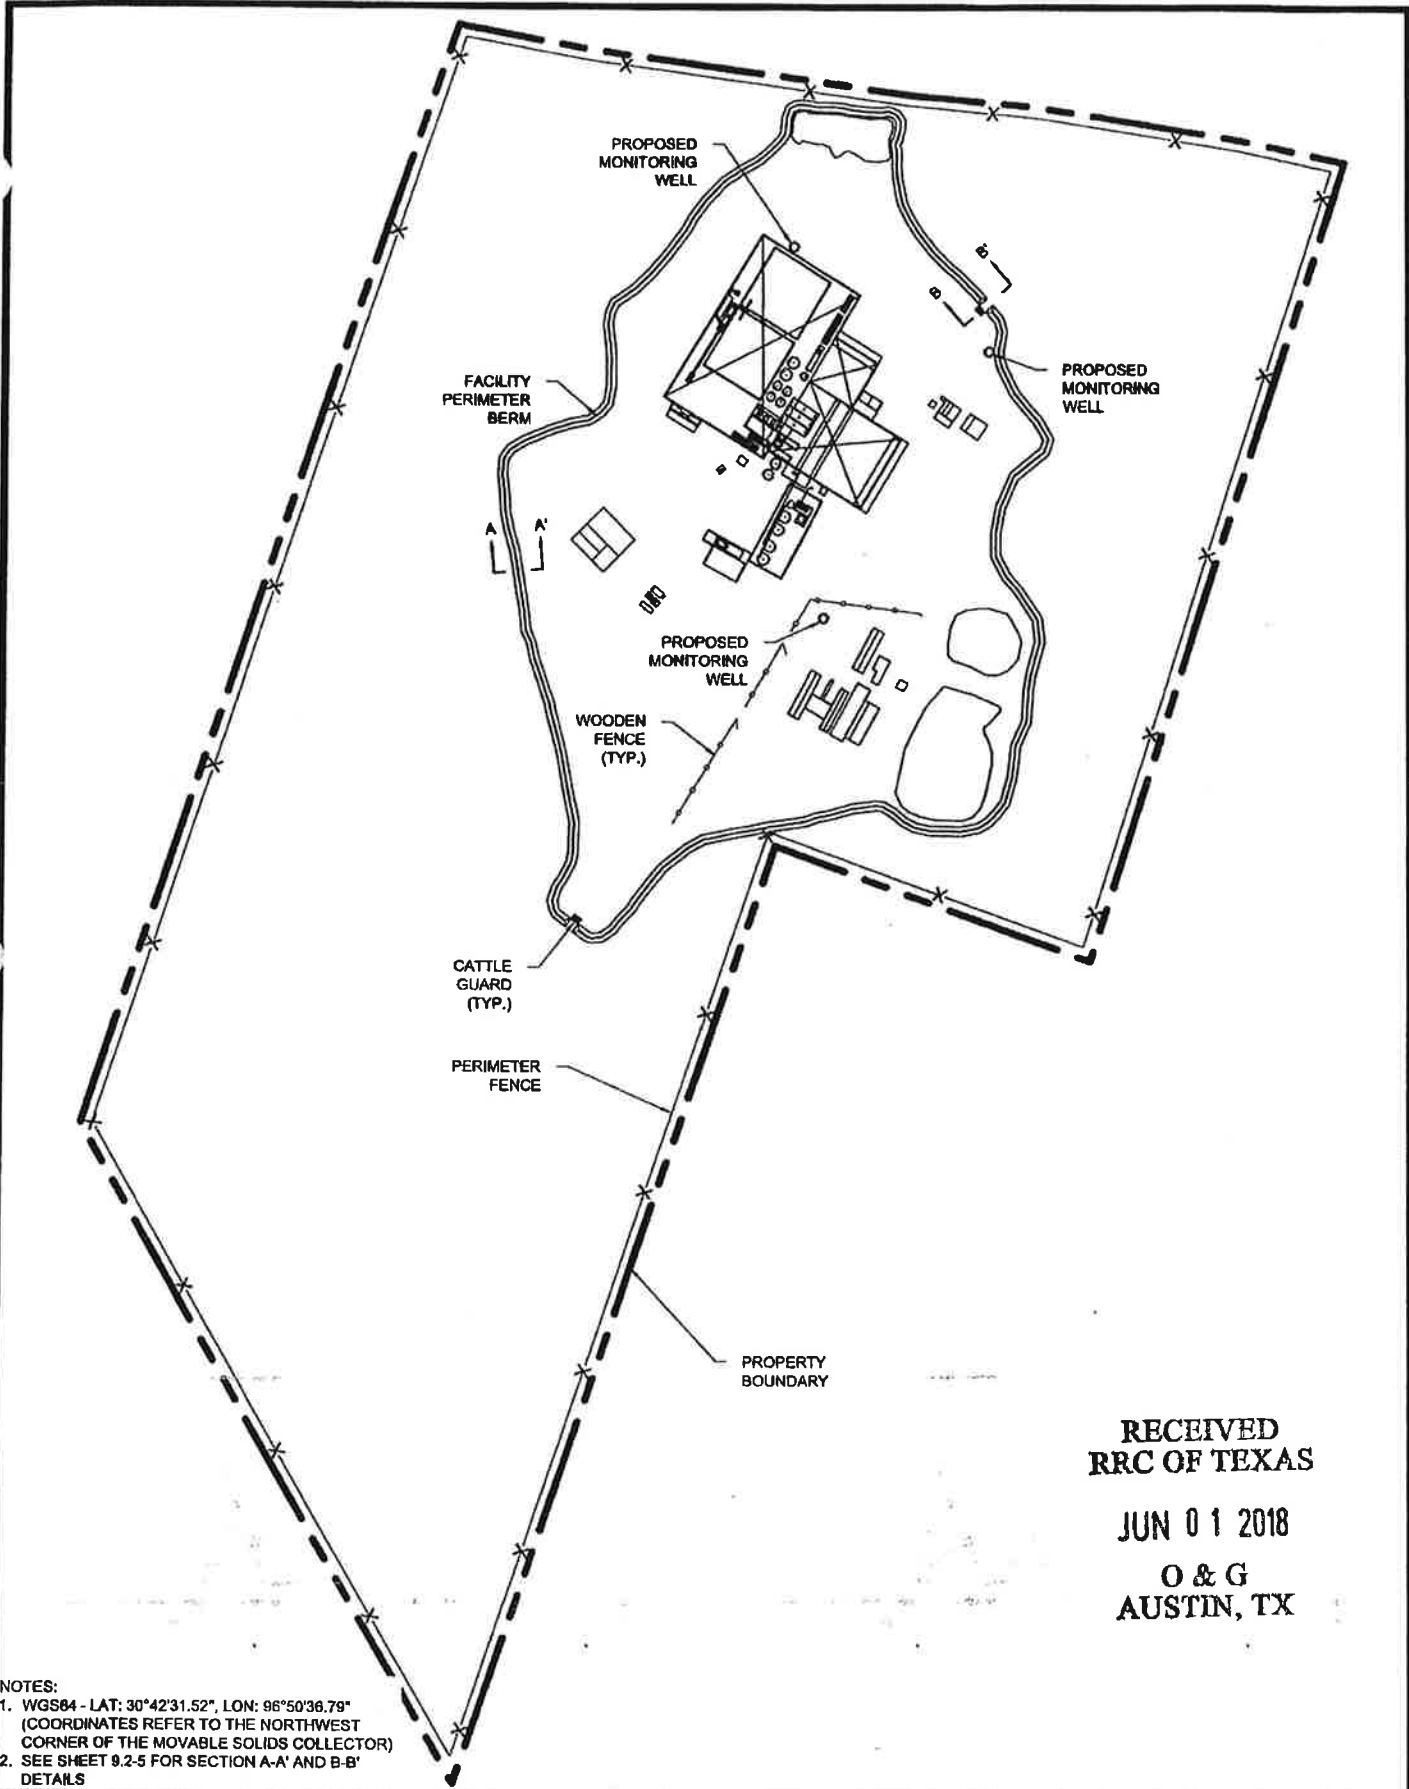 PROPOSED
MONITORING
WELL
B'
B
FACILITY
PERIMETER
BERM
PROPOSED
MONITORING
WELL
A
A'
PROPOSED
MONITORING
WELL
WOODEN
FENCE
(TYP.)
CATTLE
GUARD
(TYP.)
PERIMETER
FENCE
PROPERTY
BOUNDARY
RECEIVED
RRC OF TEXAS
JUN 01 2018
O & G
AUSTIN, TX
NOTES:
1. WGS84 - LAT: 30°42'31.52", LON: 96°50'36.79"
(COORDINATES REFER TO THE NORTHWEST
CORNER OF THE MOVABLE SOLIDS COLLECTOR)
2. SEE SHEET 9.2-5 FOR SECTION A-A' AND B-B'
DETAILS